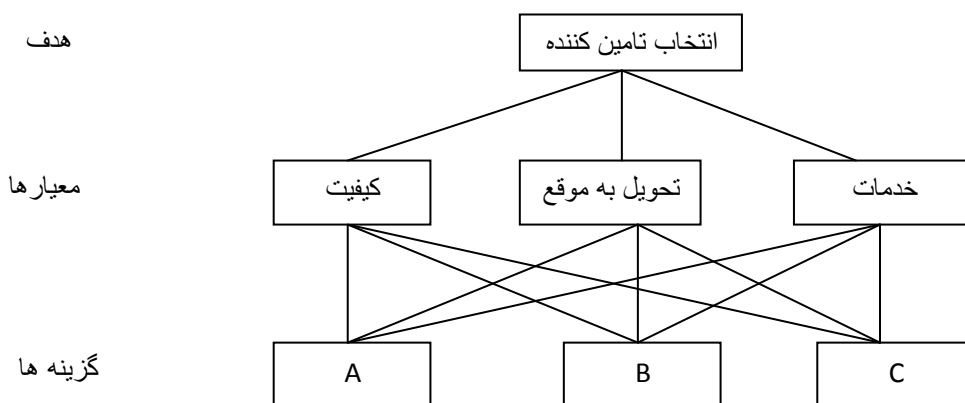 هدف
انتخاب تامین کننده
معیارها
کیفیت
تحویل به موقع
خدمات
گزینه ها
A
B
C